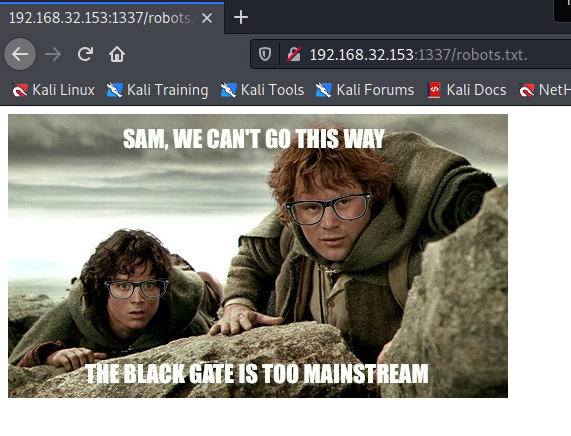 192.168.32.153:1337/robots.
192.168.32.153:1337/robots.txt.
Kali Linux Kali Training Kali Tools Kali Forums Kali Docs NetH
SAM, WE CAN'T GO THIS WAY
THE BLACK GATE IS TOO MAINSTREAM